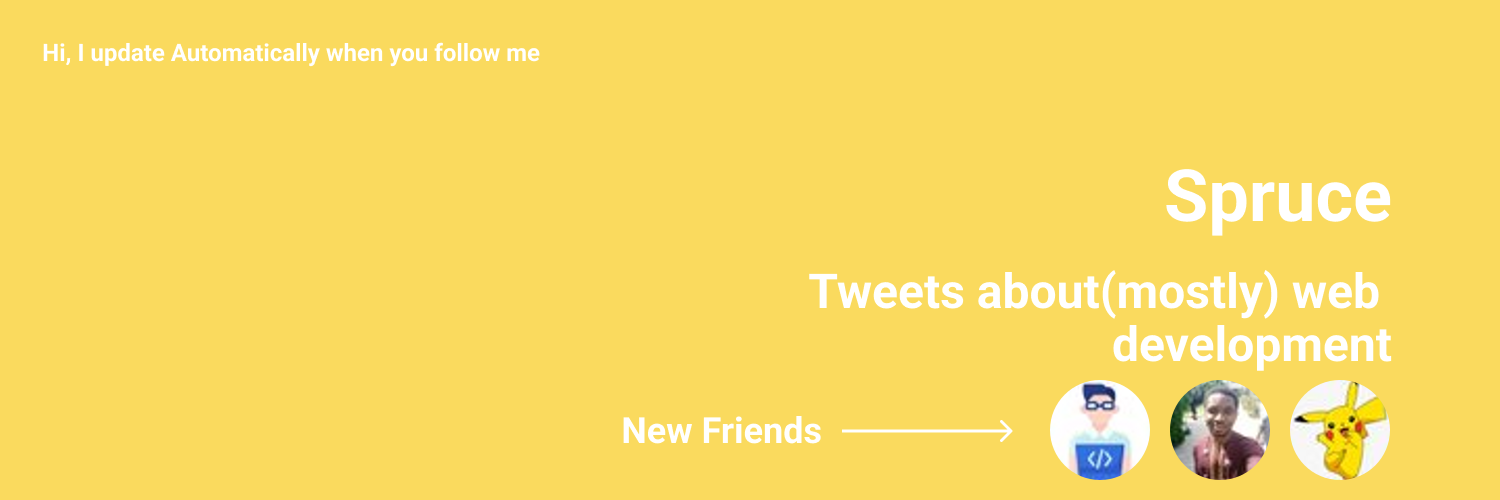 Hi, I update Automatically when you follow me
Spruce
Tweets about(mostly) web
development
New Friends
</>